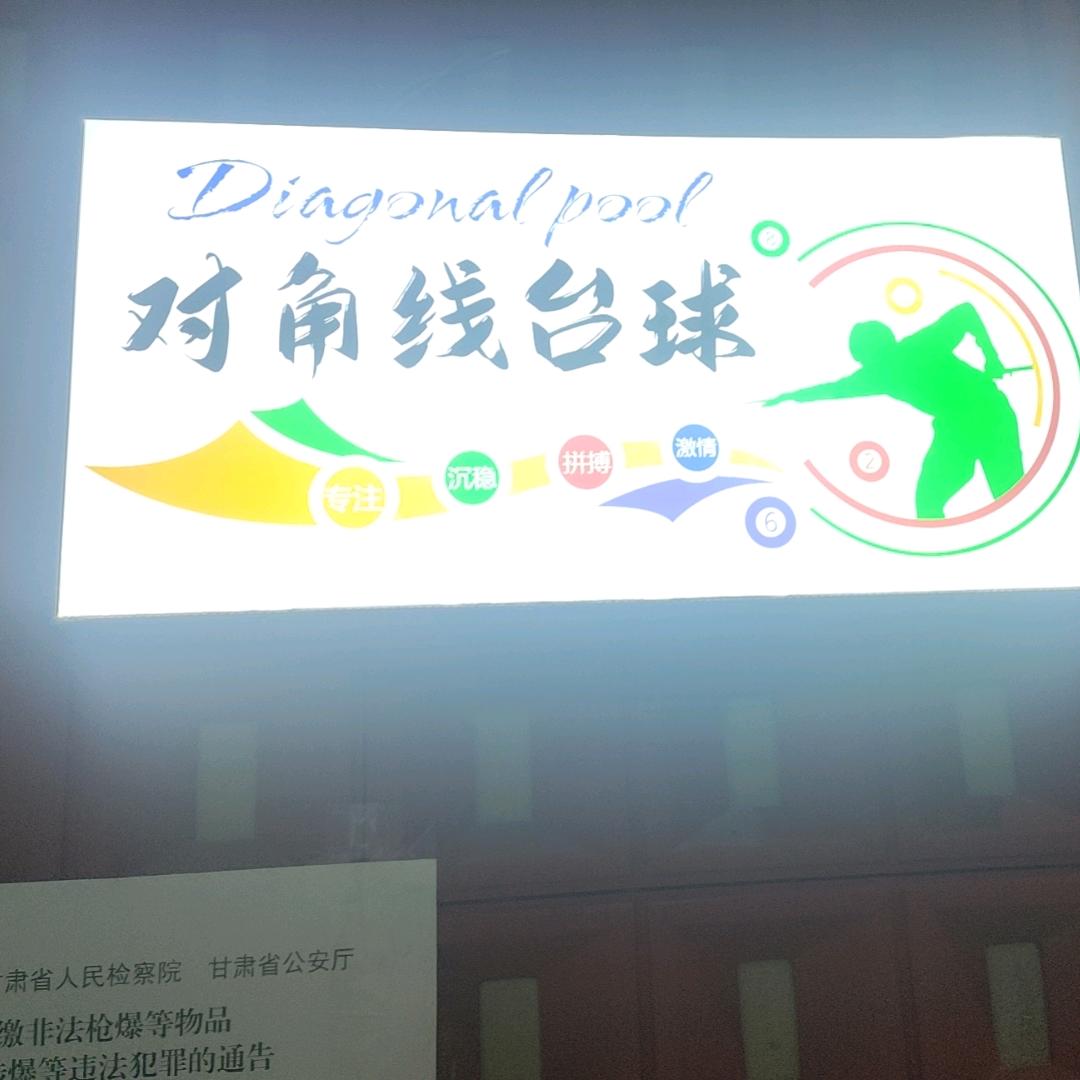 Diagonal pool
对角线台球
专注 沉稳 拼搏 激情
2
6
肃省人民检察院 甘肃省公安厅
缴非法枪爆等物品
爆等违法犯罪的通告